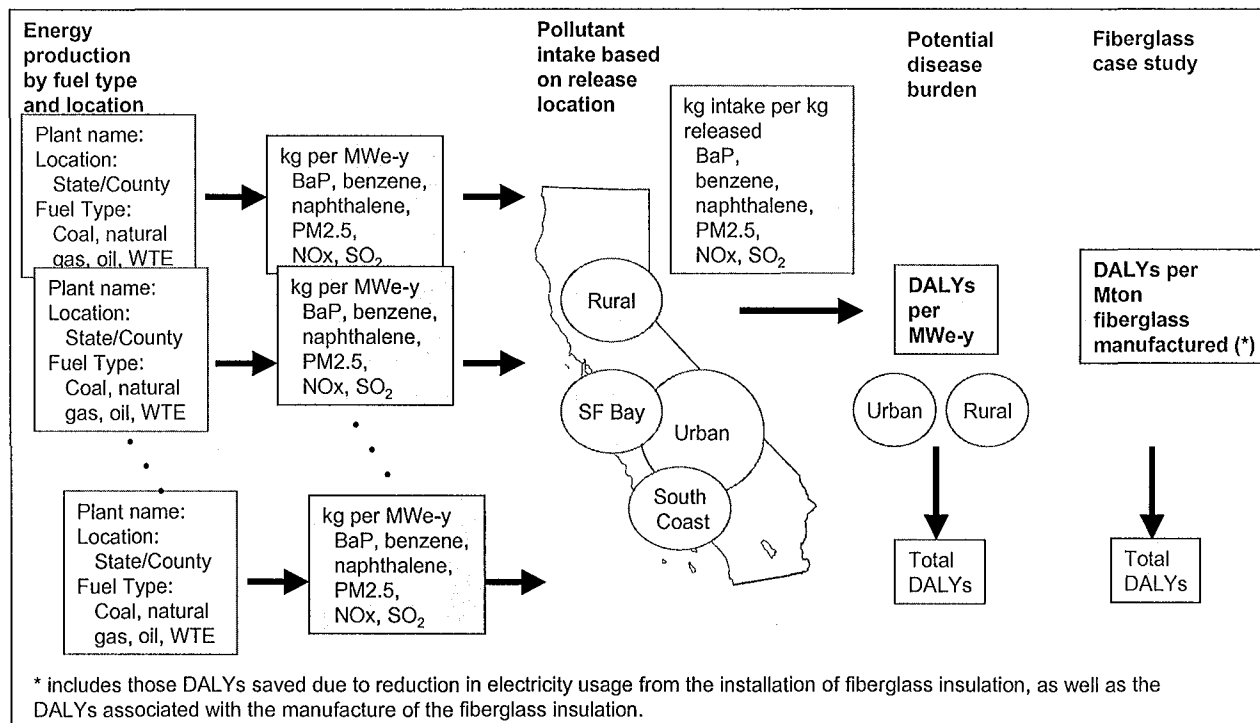 Energy
production
by fuel type
and location
Plant name:
Location:
State/County
Fuel Type:
Coal, natural
gas, oil, WTE
kg per MWe-y
BaP, benzene,
naphthalene,
PM2.5,
NOx, SO₂
Plant name:
Location:
State/County
Fuel Type:
Coal, natural
gas, oil, WTE
kg per MWe-y
BaP, benzene,
naphthalene,
PM2.5,
NOx, SO₂
Plant name:
Location:
State/County
Fuel Type:
Coal, natural
gas, oil, WTE
kg per MWe-y
BaP, benzene,
naphthalene,
PM2.5,
NOx, SO₂
Pollutant
intake based
on release
location
kg intake per kg
released
BaP,
benzene,
naphthalene,
PM2.5,
NOx, SO₂
Rural
SF Bay
Urban
South
Coast
Potential
disease
burden
DALYs
per
MWe-y
Urban
Rural
Total
DALYs
Fiberglass
case study
DALYs per
Mton
fiberglass
manufactured (*)
Total
DALYs
* includes those DALYs saved due to reduction in electricity usage from the installation of fiberglass insulation, as well as the
DALYs associated with the manufacture of the fiberglass insulation.